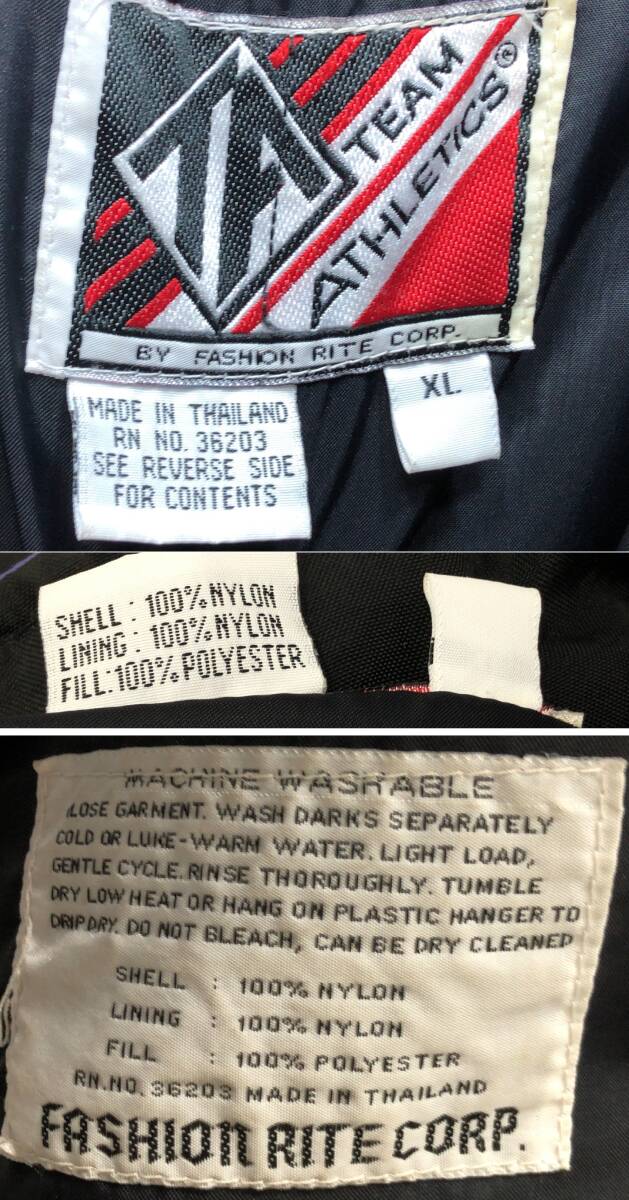 TA
TEAM
ATHLETICS®
BY FASHION RITE CORP.
XL
MADE IN THAILAND
RN NO. 36203
SEE REVERSE SIDE
FOR CONTENTS
SHELL : 100% NYLON
LINING : 100% NYLON
FILL: 100% POLYESTER
MACHINE WASHABLE
CLOSE GARMENT. WASH DARKS SEPARATELY
COLD OR LUKE-WARM WATER. LIGHT LOAD,
GENTLE CYCLE. RINSE THOROUGHLY. TUMBLE
DRY LOW HEAT OR HANG ON PLASTIC HANGER TO
DRIP DRY. DO NOT BLEACH, CAN BE DRY CLEANED
SHELL : 100% NYLON
LINING : 100% NYLON
FILL : 100% POLYESTER
RN.NO. 36203 MADE IN THAILAND
FASHION RITE CORP.